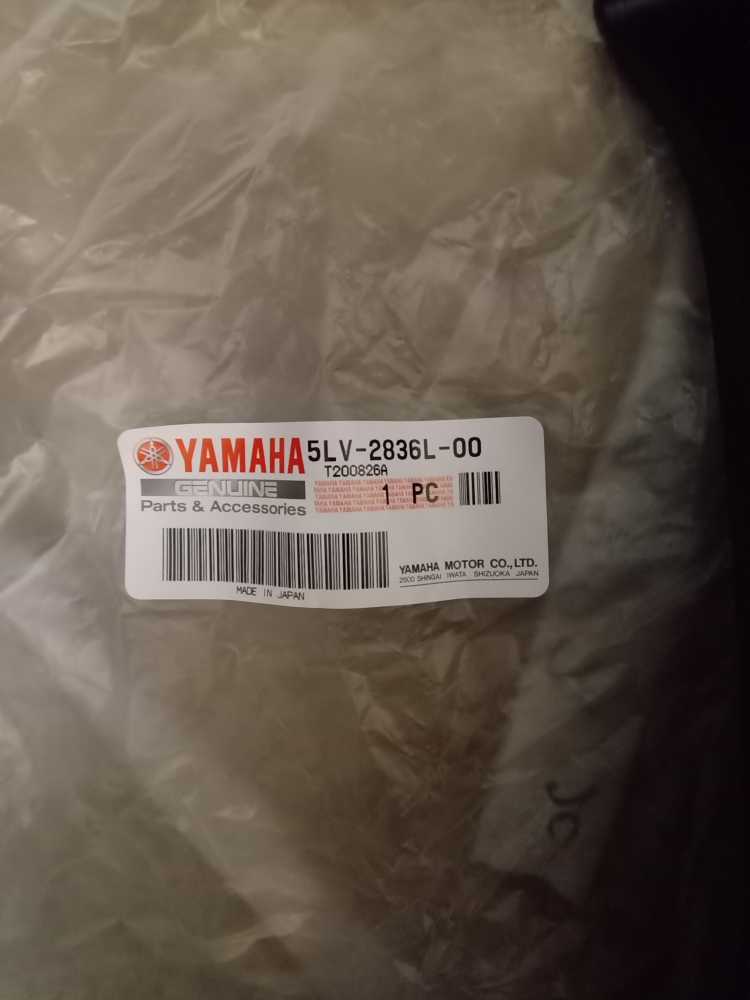 YAMAHA 5LV-2836L-00
T200826A
GENUINE
1 PC
Parts & Accessories
YAMAHA MOTOR CO.,LTD.
2500 SHINGAI IWATA SHIZUOKA JAPAN
MADE IN JAPAN
JC